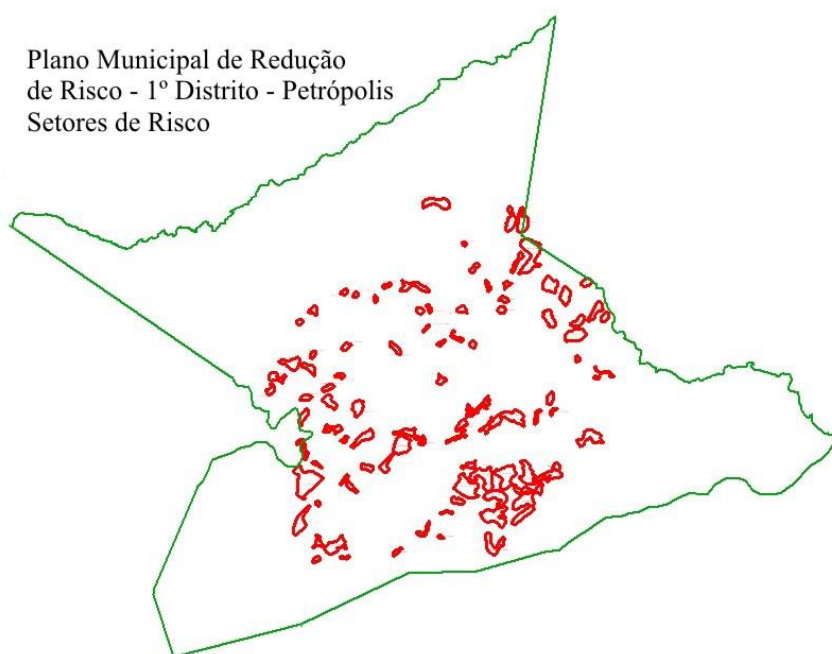 Plano Municipal de Redução
de Risco - 1º Distrito - Petrópolis
Setores de Risco